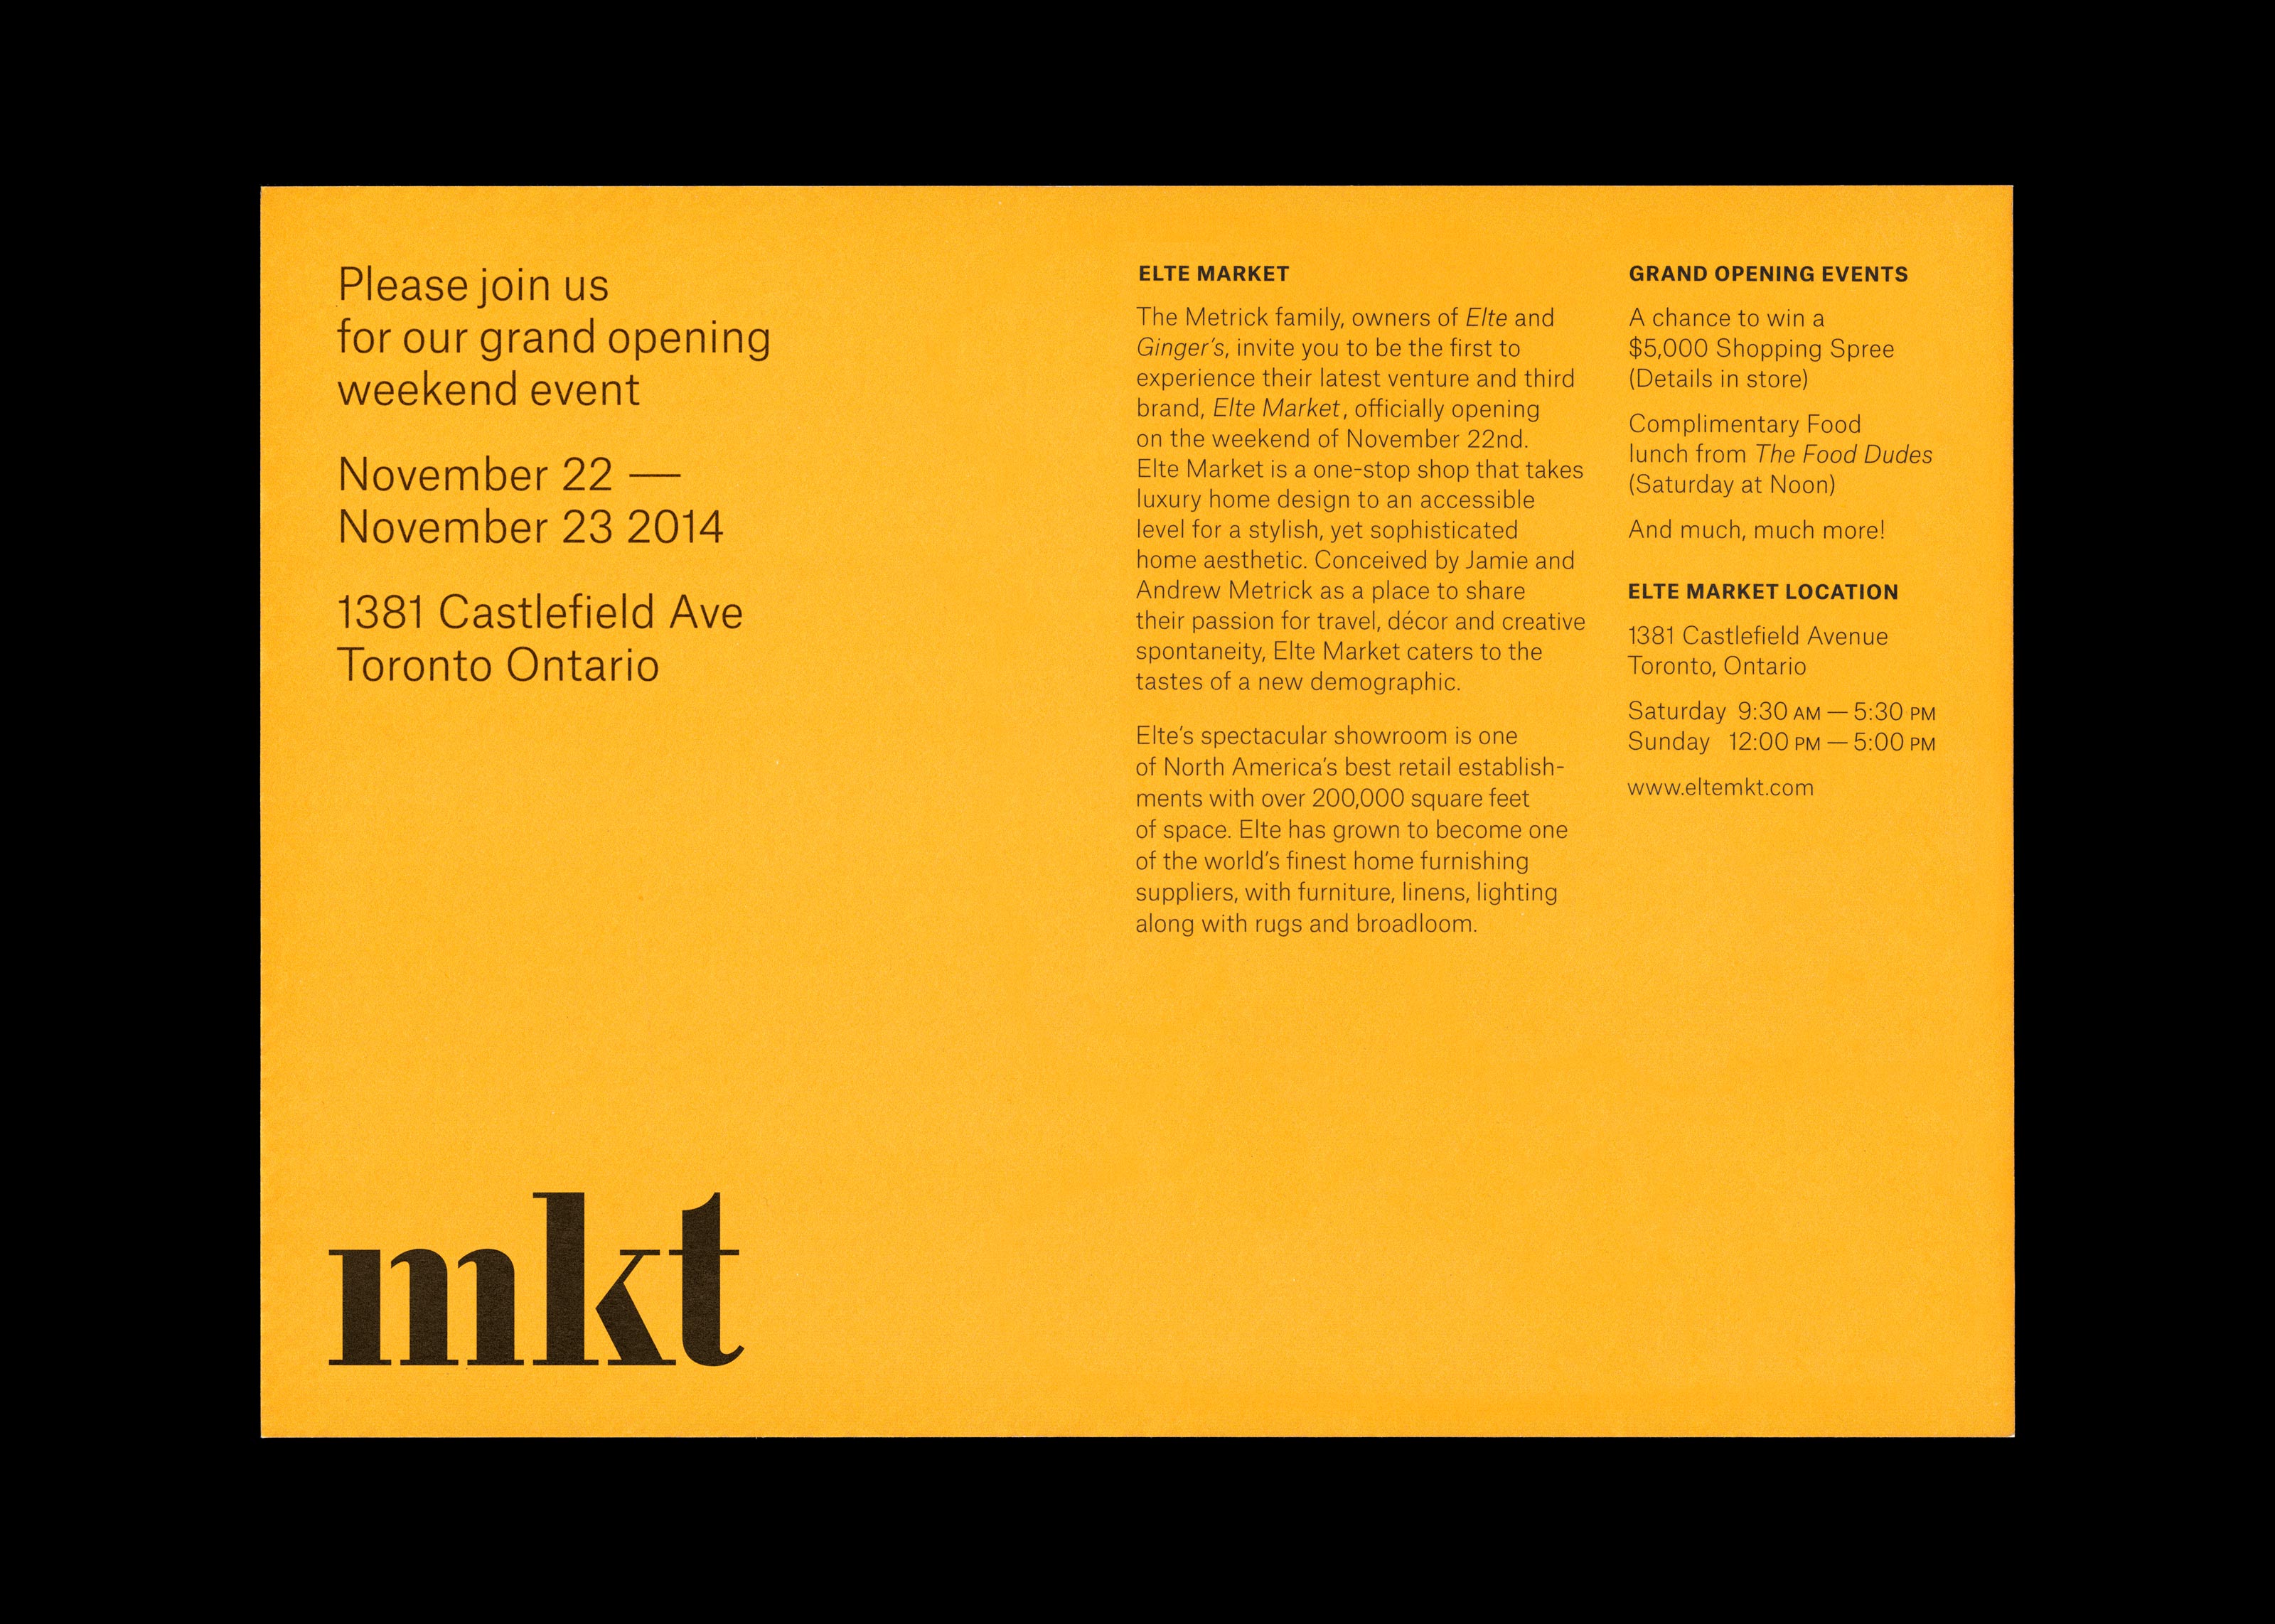 Please join us
for our grand opening
weekend event
November 22 —
November 23 2014
1381 Castlefield Ave
Toronto Ontario
mkt
ELTE MARKET
The Metrick family, owners of Elte and
Ginger’s, invite you to be the first to
experience their latest venture and third
brand, Elte Market, officially opening
on the weekend of November 22nd.
Elte Market is a one-stop shop that takes
luxury home design to an accessible
level for a stylish, yet sophisticated
home aesthetic. Conceived by Jamie and
Andrew Metrick as a place to share
their passion for travel, décor and creative
spontaneity, Elte Market caters to the
tastes of a new demographic.
Elte’s spectacular showroom is one
of North America’s best retail establish-
ments with over 200,000 square feet
of space. Elte has grown to become one
of the world’s finest home furnishing
suppliers, with furniture, linens, lighting
along with rugs and broadloom.
GRAND OPENING EVENTS
A chance to win a
$5,000 Shopping Spree
(Details in store)
Complimentary Food
lunch from The Food Dudes
(Saturday at Noon)
And much, much more!
ELTE MARKET LOCATION
1381 Castlefield Avenue
Toronto, Ontario
Saturday 9:30 AM — 5:30 PM
Sunday 12:00 PM — 5:00 PM
www.eltemkt.com